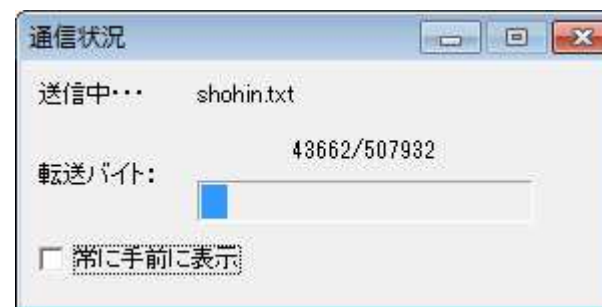 通信状況
送信中・・・ shohin.txt
43662/507932
転送バイト:
常に手前に表示